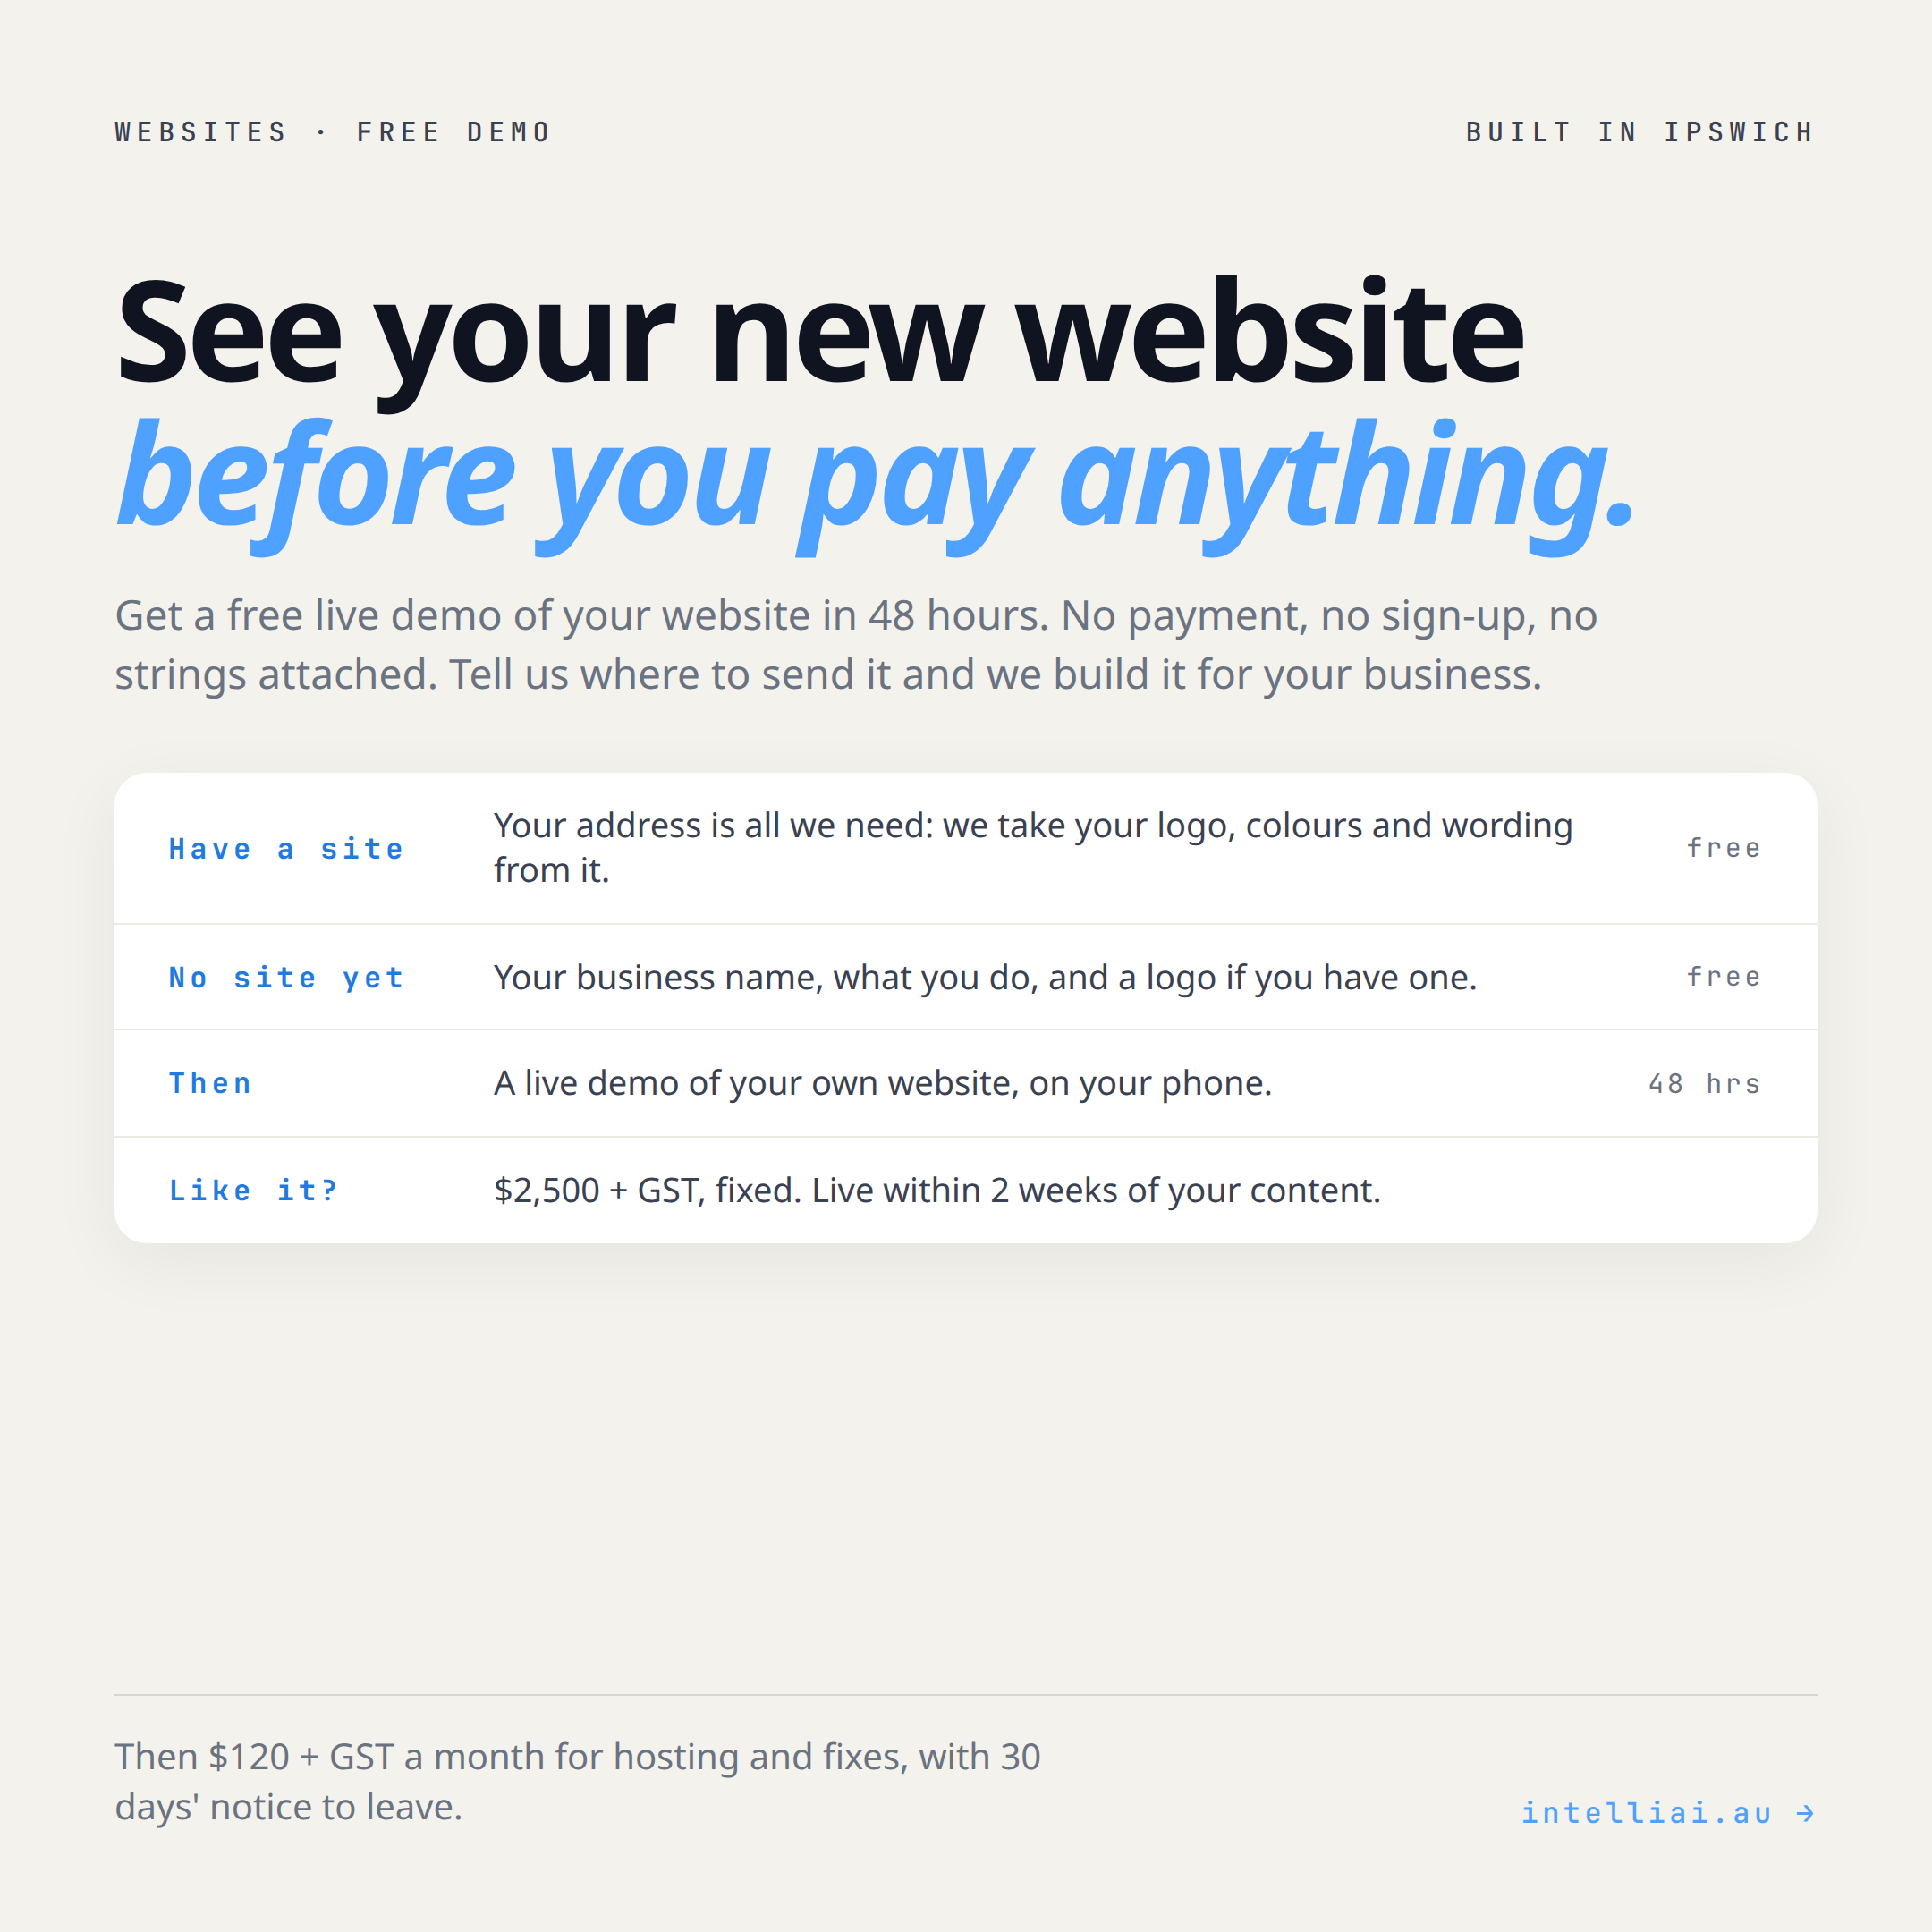 WEBSITES · FREE DEMO
BUILT IN IPSWICH
See your new website
before you pay anything.
Get a free live demo of your website in 48 hours. No payment, no sign-up, no
strings attached. Tell us where to send it and we build it for your business.
Have a site
Your address is all we need: we take your logo, colours and wording
from it.
free
No site yet
Your business name, what you do, and a logo if you have one.
free
Then
A live demo of your own website, on your phone.
48 hrs
Like it?
$2,500 + GST, fixed. Live within 2 weeks of your content.
Then $120 + GST a month for hosting and fixes, with 30
days' notice to leave.
intelliai.au →